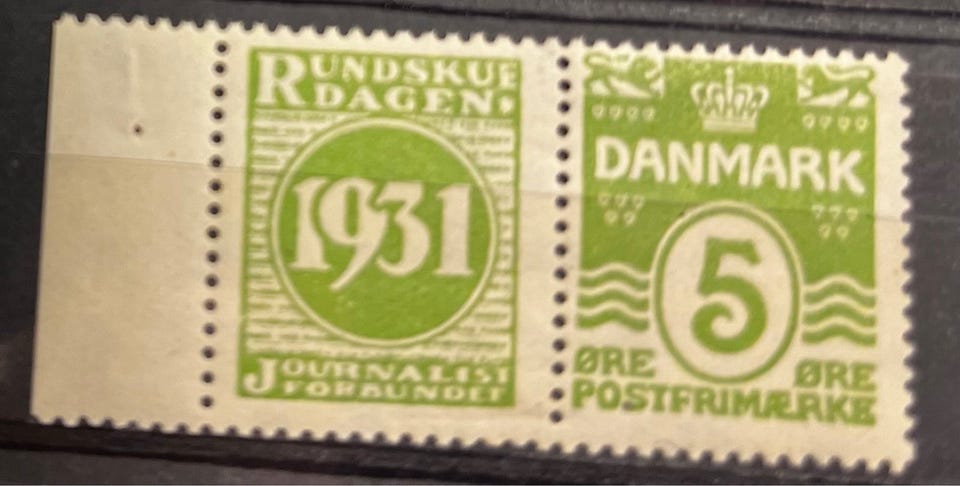 RUNDSKUE
DAGEN,
1931
JOURNALIST
FORBUNDET
DANMARK
5
ØRE ØRE
POSTFRIMÆRKE